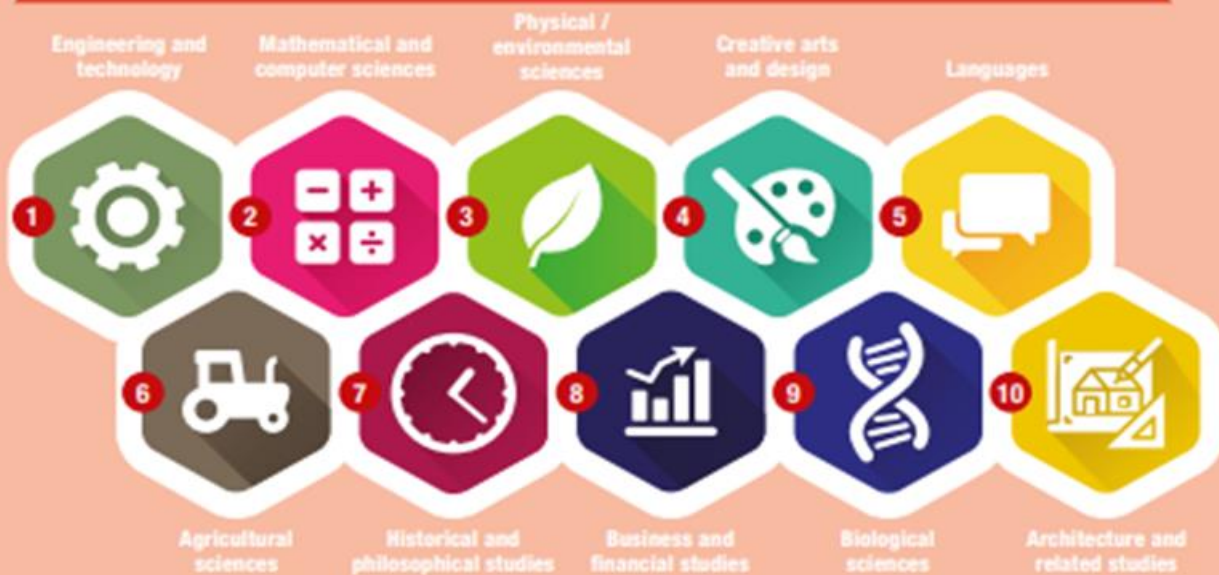 Engineering and
technology
Mathematical and
computer sciences
Physical /
environmental
sciences
Creative arts
and design
Languages
1
2
3
4
5
6
7
8
9
10
Agricultural
sciences
Historical and
philosophical studies
Business and
financial studies
Biological
sciences
Architecture and
related studies